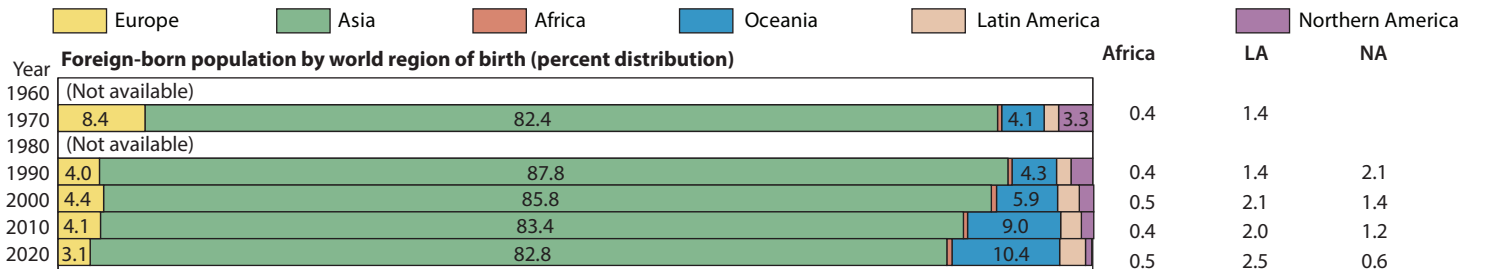 Europe Asia Africa Oceania Latin America Northern America
Year Foreign-born population by world region of birth (percent distribution) Africa LA NA
1960 (Not available)
1970 8.4 82.4 4.1 3.3 0.4 1.4
1980 (Not available)
1990 4.0 87.8 4.3 0.4 1.4 2.1
2000 4.4 85.8 5.9 0.5 2.1 1.4
2010 4.1 83.4 9.0 0.4 2.0 1.2
2020 3.1 82.8 10.4 0.5 2.5 0.6